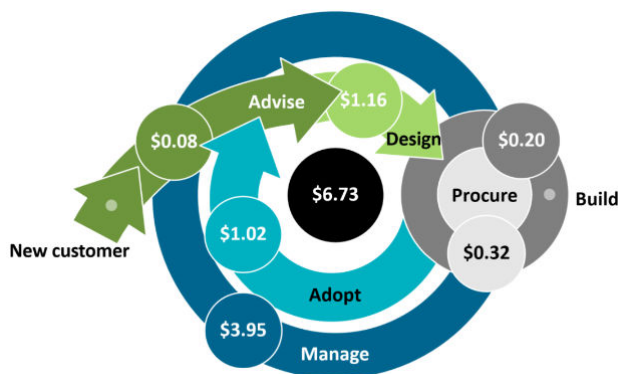 Advise
$1.16
$0.08
Design
$0.20
$6.73
Procure
Build
New customer
$1.02
$0.32
Adopt
$3.95
Manage